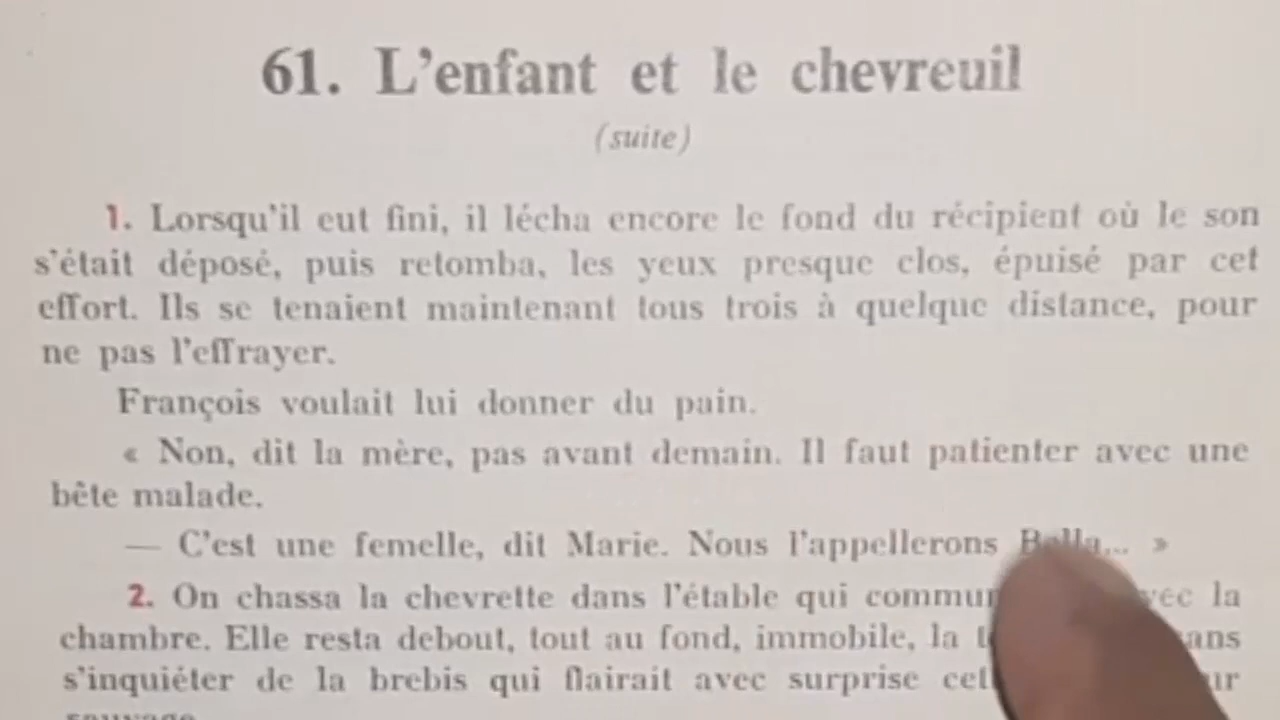 61. L'enfant et le chevreuil
(suite)
1. Lorsqu'il eut fini, il lécha encore le fond du récipient où le son
s'était déposé, puis retomba, les yeux presque clos, épuisé par cet
effort. Ils se tenaient maintenant tous trois à quelque distance, pour
ne pas l'effrayer.
François voulait lui donner du pain.
« Non, dit la mère, pas avant demain. Il faut patienter avec une
bête malade.
— C'est une femelle, dit Marie. Nous l'appellerons Bella... »
2. On chassa la chevrette dans l'étable qui la
chambre. Elle resta debout, tout au fond, immobile, la
s'inquiéter de la brebis qui flairait avec surprise